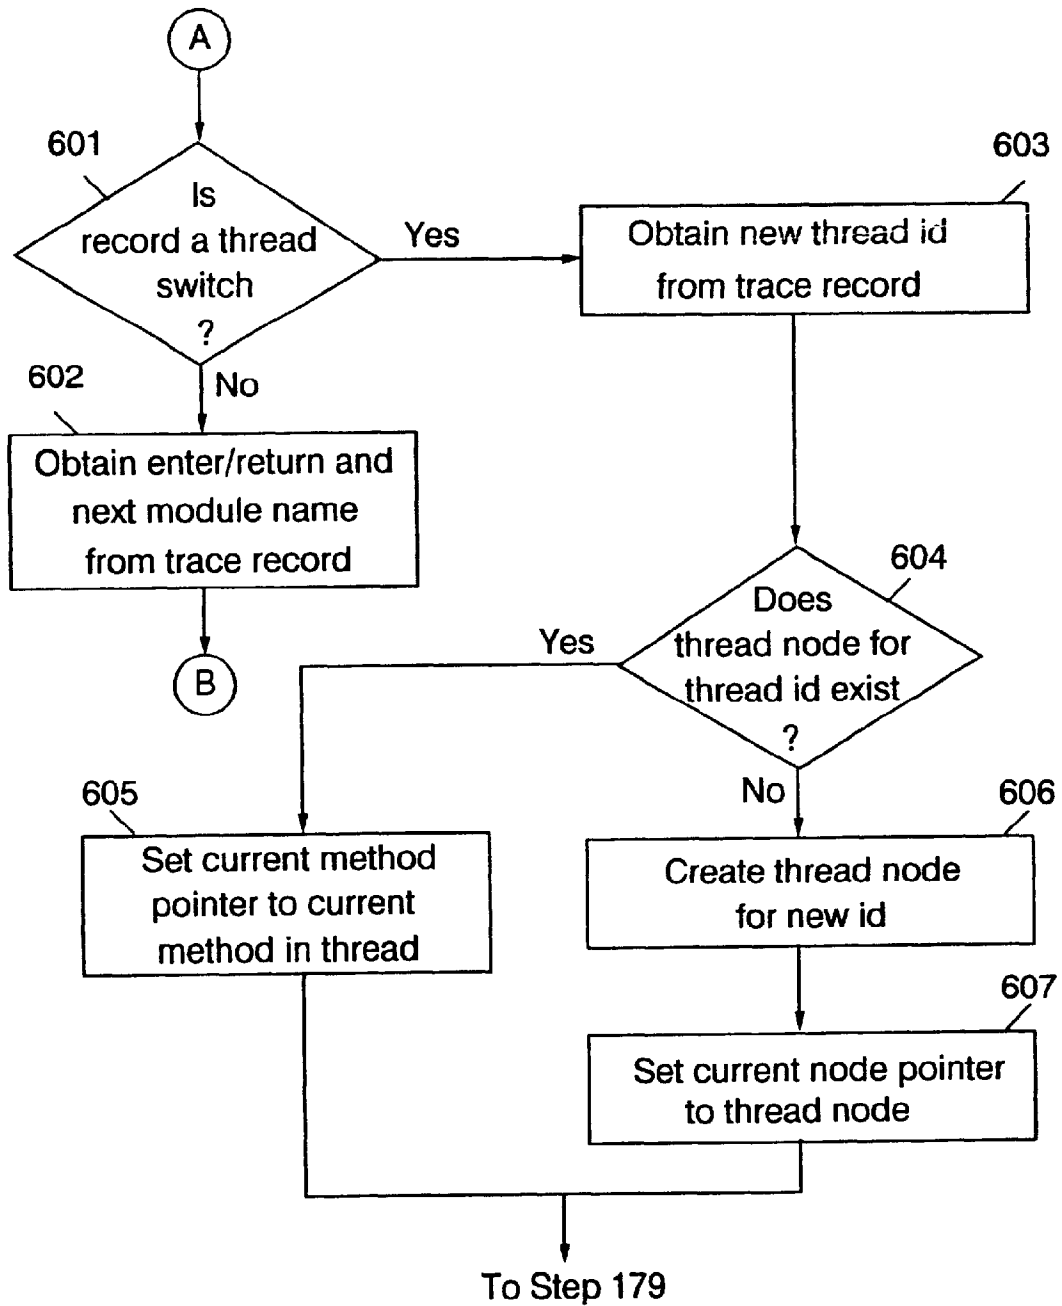 A
601
Is
record a thread
switch
?
Yes
603
Obtain new thread id
from trace record
No
602
Obtain enter/return and
next module name
from trace record
B
604
Does
thread node for
thread id exist
?
Yes
No
605
Set current method
pointer to current
method in thread
606
Create thread node
for new id
607
Set current node pointer
to thread node
To Step 179